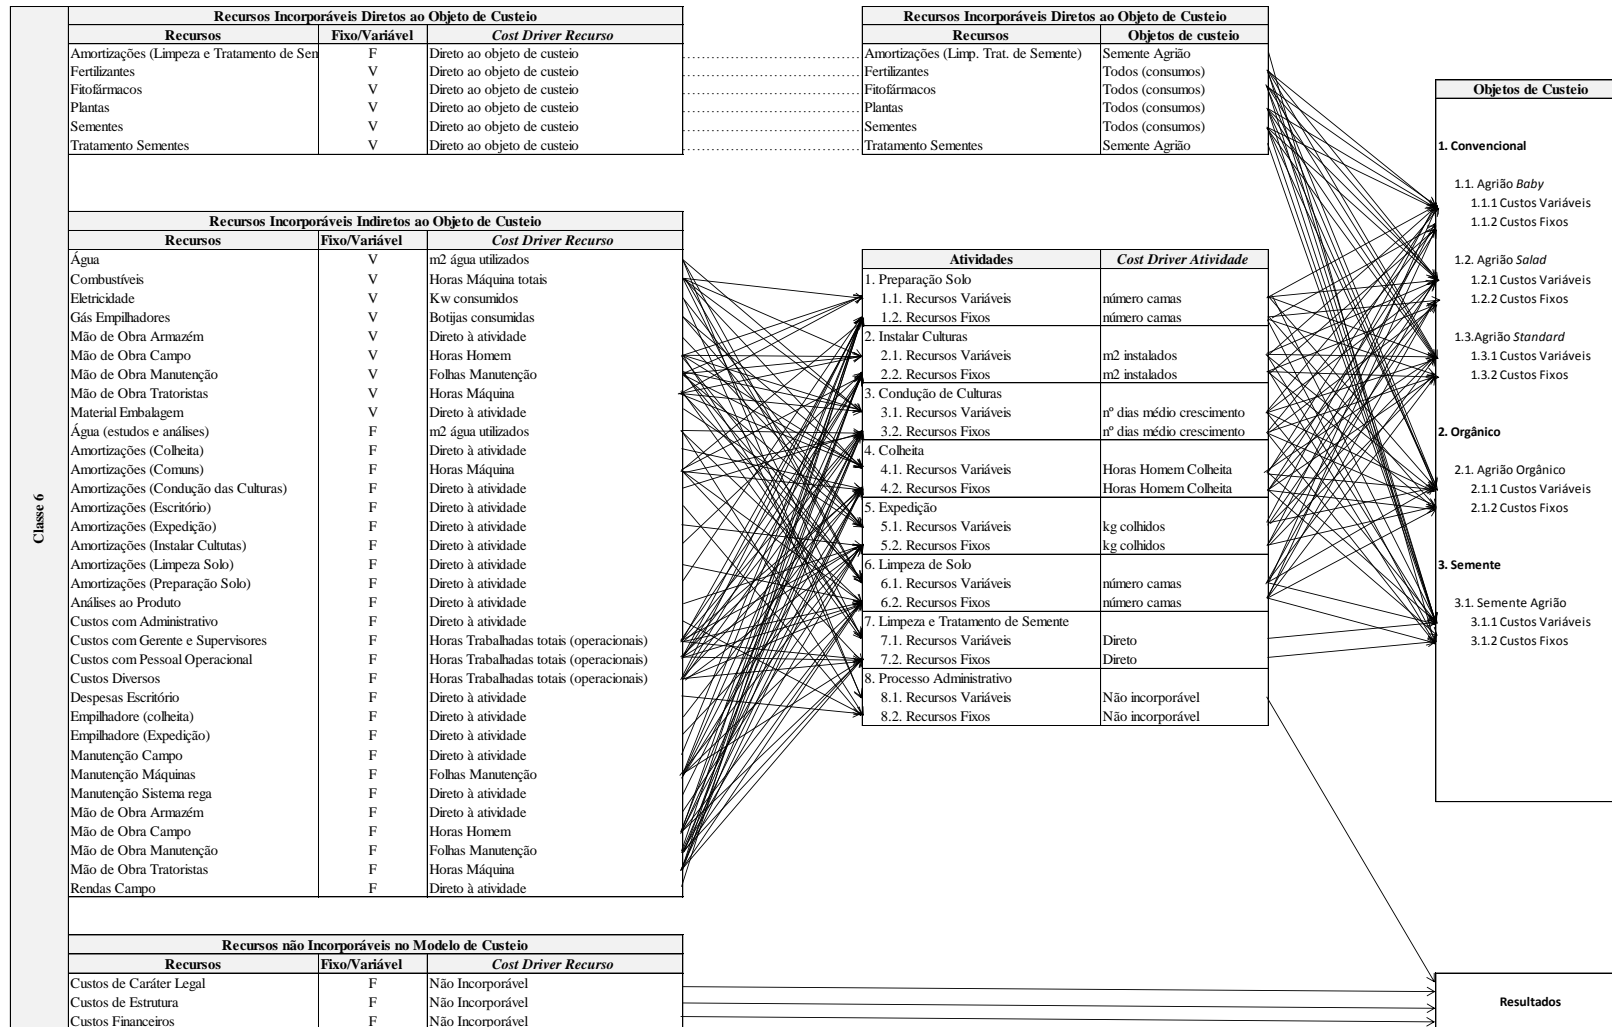 Classe 6
Recursos Incorporáveis Diretos ao Objeto de Custeio
Recursos Fixo/Variável Cost Driver Recurso
Amortizações (Limpeza e Tratamento de Sen F Direto ao objeto de custeio
Fertilizantes V Direto ao objeto de custeio
Fitofármacos V Direto ao objeto de custeio
Plantas V Direto ao objeto de custeio
Sementes V Direto ao objeto de custeio
Tratamento Sementes V Direto ao objeto de custeio
Recursos Incorporáveis Diretos ao Objeto de Custeio
Recursos Objetos de custeio
Amortizações (Limp. Trat. de Semente) Semente Agrião
Fertilizantes Todos (consumos)
Fitofármacos Todos (consumos)
Plantas Todos (consumos)
Sementes Todos (consumos)
Tratamento Sementes Semente Agrião
Recursos Incorporáveis Indiretos ao Objeto de Custeio
Recursos Fixo/Variável Cost Driver Recurso
Água V m2 água utilizados
Combustíveis V Horas Máquina totais
Eletricidade V Kw consumidos
Gás Empilhadores V Botijas consumidas
Mão de Obra Armazém V Direto à atividade
Mão de Obra Campo V Horas Homem
Mão de Obra Manutenção V Folhas Manutenção
Mão de Obra Tratoristas V Horas Máquina
Material Embalagem V Direto à atividade
Água (estudos e análises) F m2 água utilizados
Amortizações (Colheita) F Direto à atividade
Amortizações (Comuns) F Horas Máquina
Amortizações (Condução das Culturas) F Direto à atividade
Amortizações (Escritório) F Direto à atividade
Amortizações (Expedição) F Direto à atividade
Amortizações (Instalar Cultutas) F Direto à atividade
Amortizações (Limpeza Solo) F Direto à atividade
Amortizações (Preparação Solo) F Direto à atividade
Análises ao Produto F Direto à atividade
Custos com Administrativo F Direto à atividade
Custos com Gerente e Supervisores F Horas Trabalhadas totais (operacionais)
Custos com Pessoal Operacional F Horas Trabalhadas totais (operacionais)
Custos Diversos F Horas Trabalhadas totais (operacionais)
Despesas Escritório F Direto à atividade
Empilhadore (colheita) F Direto à atividade
Empilhadore (Expedição) F Direto à atividade
Manutenção Campo F Direto à atividade
Manutenção Máquinas F Folhas Manutenção
Manutenção Sistema rega F Direto à atividade
Mão de Obra Armazém F Direto à atividade
Mão de Obra Campo F Horas Homem
Mão de Obra Manutenção F Folhas Manutenção
Mão de Obra Tratoristas F Horas Máquina
Rendas Campo F Direto à atividade
Atividades Cost Driver Atividade
1. Preparação Solo
1.1. Recursos Variáveis número camas
1.2. Recursos Fixos número camas
2. Instalar Culturas
2.1. Recursos Variáveis m2 instalados
2.2. Recursos Fixos m2 instalados
3. Condução de Culturas
3.1. Recursos Variáveis nº dias médio crescimento
3.2. Recursos Fixos nº dias médio crescimento
4. Colheita
4.1. Recursos Variáveis Horas Homem Colheita
4.2. Recursos Fixos Horas Homem Colheita
5. Expedição
5.1. Recursos Variáveis kg colhidos
5.2. Recursos Fixos kg colhidos
6. Limpeza de Solo
6.1. Recursos Variáveis número camas
6.2. Recursos Fixos número camas
7. Limpeza e Tratamento de Semente
7.1. Recursos Variáveis Direto
7.2. Recursos Fixos Direto
8. Processo Administrativo
8.1. Recursos Variáveis Não incorporável
8.2. Recursos Fixos Não incorporável
Objetos de Custeio
1. Convencional
1.1. Agrião Baby
1.1.1 Custos Variáveis
1.1.2 Custos Fixos
1.2. Agrião Salad
1.2.1 Custos Variáveis
1.2.2 Custos Fixos
1.3.Agrião Standard
1.3.1 Custos Variáveis
1.3.2 Custos Fixos
2. Orgânico
2.1. Agrião Orgânico
2.1.1 Custos Variáveis
2.1.2 Custos Fixos
3. Semente
3.1. Semente Agrião
3.1.1 Custos Variáveis
3.1.2 Custos Fixos
Recursos não Incorporáveis no Modelo de Custeio
Recursos Fixo/Variável Cost Driver Recurso
Custos de Caráter Legal F Não Incorporável
Custos de Estrutura F Não Incorporável
Custos Financeiros F Não Incorporável
Resultados